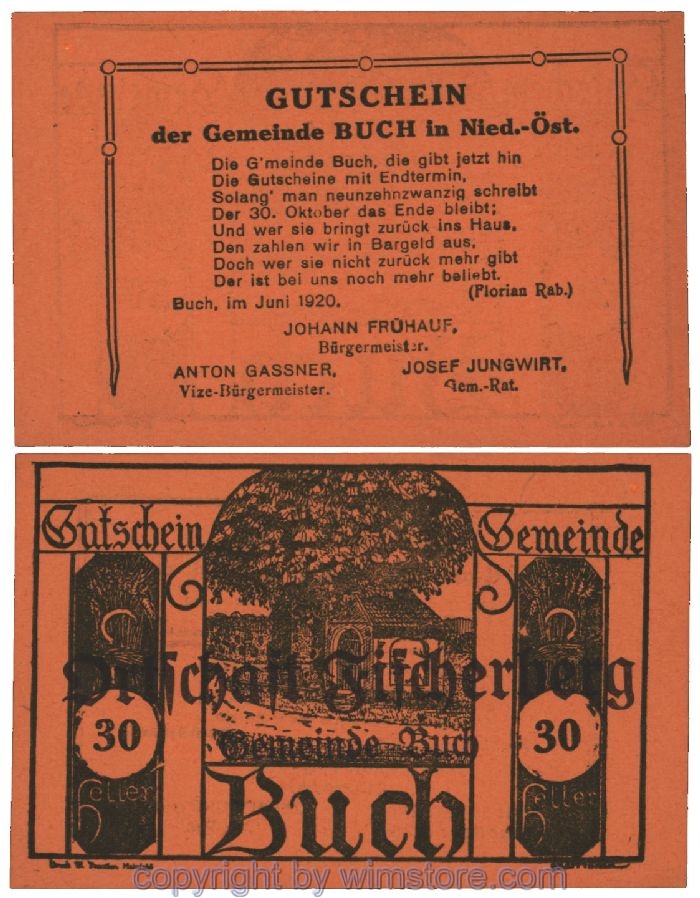 GUTSCHEIN
der Gemeinde BUCH in Nied.-Öst.
Die G'meinde Buch, die gibt jetzt hin
Die Gutscheine mit Endtermin,
Solang' man neunzehnzwanzig schreibt
Der 30. Oktober das Ende bleibt;
Und wer sie bringt zurück ins Haus,
Den zahlen wir in Bargeld aus,
Doch wer sie nicht zurück mehr gibt
Der ist bei uns noch mehr beliebt.
(Florian Rab.)
Buch, im Juni 1920.
JOHANN FRÜHAUF,
Bürgermeister.
ANTON GASSNER,
Vize-Bürgermeister.
JOSEF JUNGWIRT,
Gem.-Rat.
Gutschein
Gemeinde
Ortschaft Fischerberg
30
30
Gemeinde Buch
Heller
Heller
Buch
Druck
copyright by wimstore.com